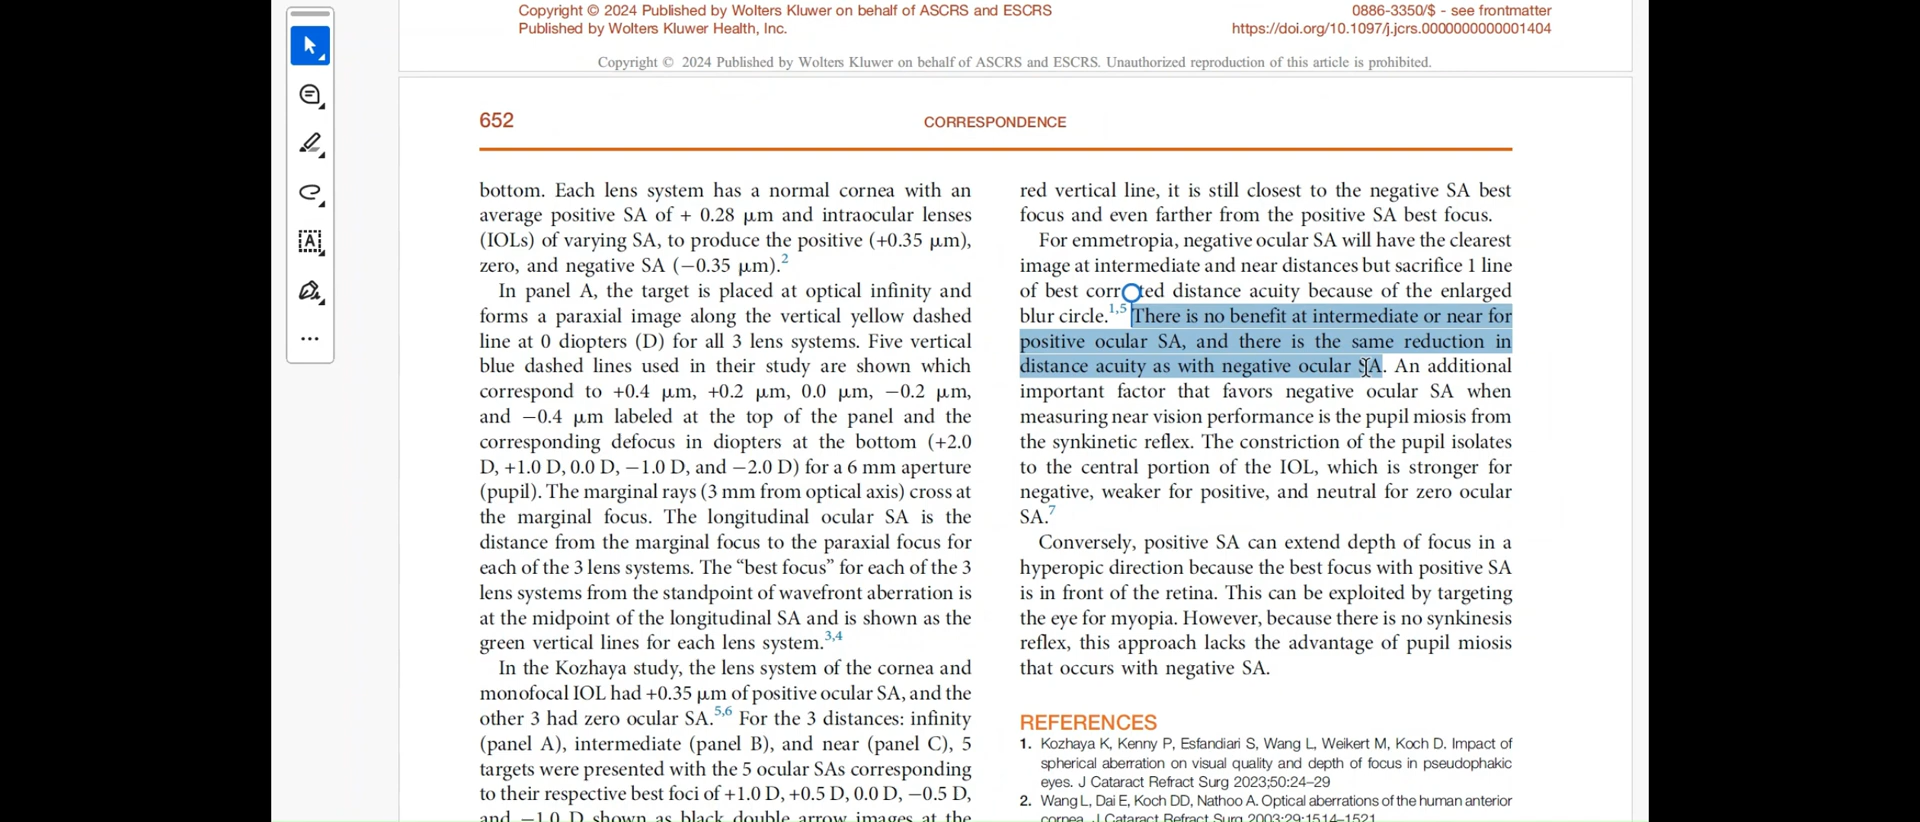 Copyright © 2024 Published by Wolters Kluwer on behalf of ASCRS and ESCRS
Published by Wolters Kluwer Health, Inc.
0886-3350/$ - see frontmatter
https://doi.org/10.1097/j.jcrs.0000000000001404
Copyright © 2024 Published by Wolters Kluwer on behalf of ASCRS and ESCRS. Unauthorized reproduction of this article is prohibited.
652
CORRESPONDENCE
bottom. Each lens system has a normal cornea with an
average positive SA of + 0.28 μm and intraocular lenses
(IOLs) of varying SA, to produce the positive (+0.35 μm),
zero, and negative SA (−0.35 μm).2
In panel A, the target is placed at optical infinity and
forms a paraxial image along the vertical yellow dashed
line at 0 diopters (D) for all 3 lens systems. Five vertical
blue dashed lines used in their study are shown which
correspond to +0.4 μm, +0.2 μm, 0.0 μm, −0.2 μm,
and −0.4 μm labeled at the top of the panel and the
corresponding defocus in diopters at the bottom (+2.0
D, +1.0 D, 0.0 D, −1.0 D, and −2.0 D) for a 6 mm aperture
(pupil). The marginal rays (3 mm from optical axis) cross at
the marginal focus. The longitudinal ocular SA is the
distance from the marginal focus to the paraxial focus for
each of the 3 lens systems. The “best focus” for each of the 3
lens systems from the standpoint of wavefront aberration is
at the midpoint of the longitudinal SA and is shown as the
green vertical lines for each lens system.3,4
In the Kozhaya study, the lens system of the cornea and
monofocal IOL had +0.35 μm of positive ocular SA, and the
other 3 had zero ocular SA.5,6 For the 3 distances: infinity
(panel A), intermediate (panel B), and near (panel C), 5
targets were presented with the 5 ocular SAs corresponding
to their respective best foci of +1.0 D, +0.5 D, 0.0 D, −0.5 D,
and −1.0 D shown as black double arrow images at the
red vertical line, it is still closest to the negative SA best
focus and even farther from the positive SA best focus.
For emmetropia, negative ocular SA will have the clearest
image at intermediate and near distances but sacrifice 1 line
of best corrected distance acuity because of the enlarged
blur circle.1,5 There is no benefit at intermediate or near for
positive ocular SA, and there is the same reduction in
distance acuity as with negative ocular SA. An additional
important factor that favors negative ocular SA when
measuring near vision performance is the pupil miosis from
the synkinetic reflex. The constriction of the pupil isolates
to the central portion of the IOL, which is stronger for
negative, weaker for positive, and neutral for zero ocular
SA.7
Conversely, positive SA can extend depth of focus in a
hyperopic direction because the best focus with positive SA
is in front of the retina. This can be exploited by targeting
the eye for myopia. However, because there is no synkinesis
reflex, this approach lacks the advantage of pupil miosis
that occurs with negative SA.
REFERENCES
1. Kozhaya K, Kenny P, Esfandiari S, Wang L, Weikert M, Koch D. Impact of
spherical aberration on visual quality and depth of focus in pseudophakic
eyes. J Cataract Refract Surg 2023;50:24–29
2. Wang L, Dai E, Koch DD, Nathoo A. Optical aberrations of the human anterior
cornea. J Cataract Refract Surg 2003;29:1514–1521